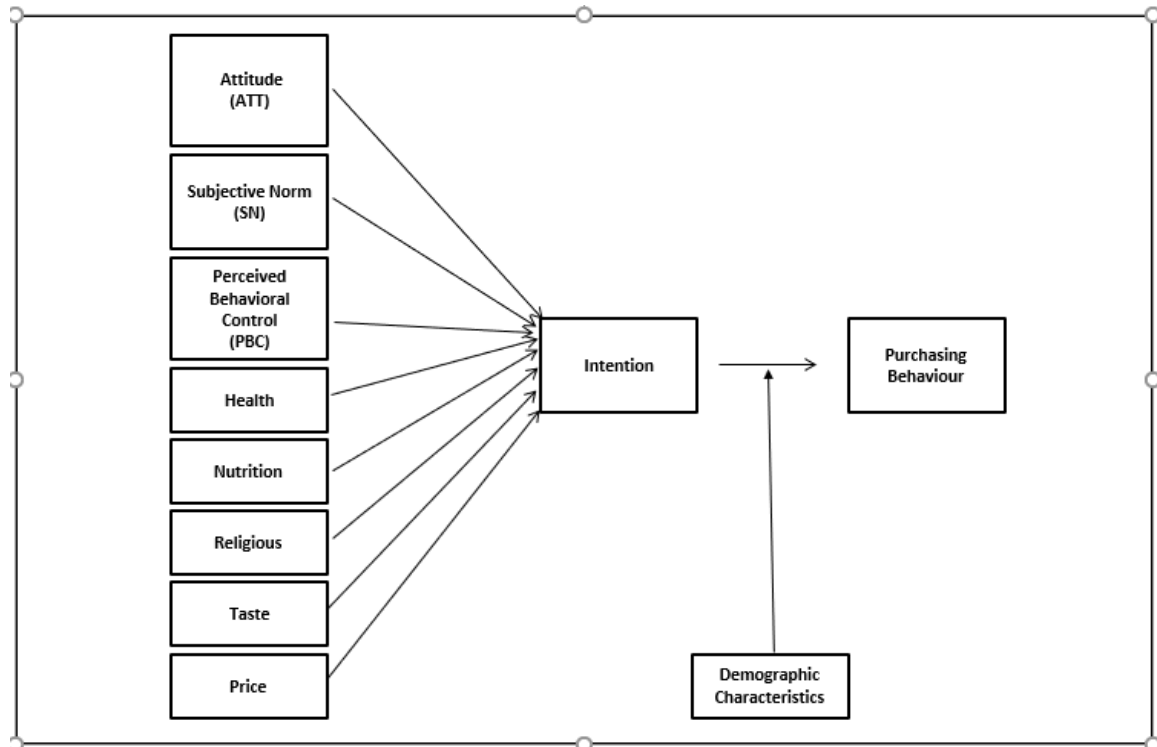 Attitude
(ATT)
Subjective Norm
(SN)
Perceived
Behavioral
Control
(PBC)
Health
Nutrition
Religious
Taste
Price
Intention
Purchasing
Behaviour
Demographic
Characteristics